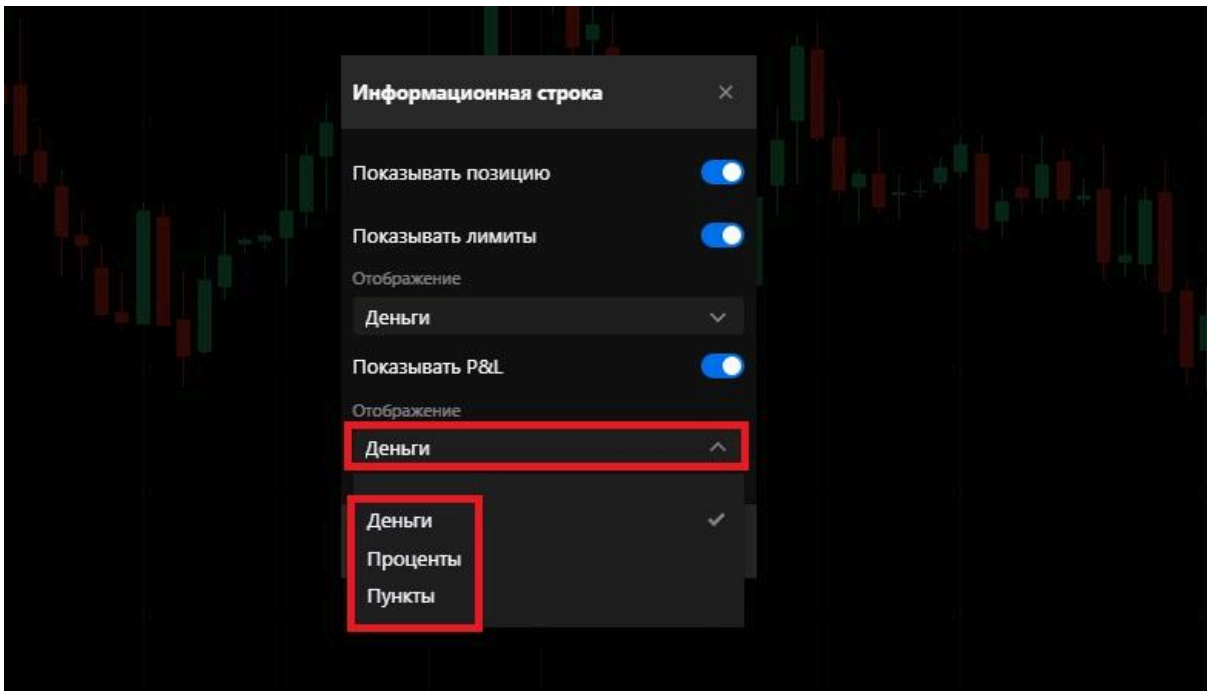 Информационная строка
Показывать позицию
Показывать лимиты
Отображение
Деньги
Показывать P&L
Отображение
Деньги
Деньги
Проценты
Пункты